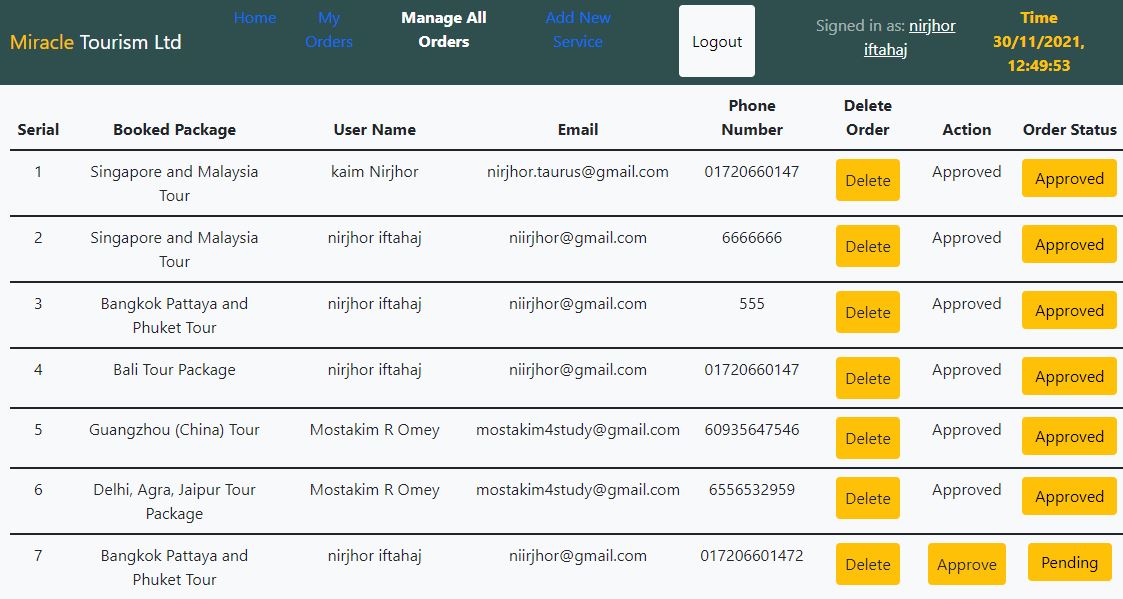 Miracle Tourism Ltd
Home
My
Orders
Manage All
Orders
Add New
Service
Logout
Signed in as: nirjhor
iftahaj
Time
30/11/2021,
12:49:53
Serial Booked Package User Name Email Phone
Number Delete
Order Action Order Status
1 Singapore and Malaysia
Tour kaim Nirjhor nirjhor.taurus@gmail.com 01720660147 Delete Approved Approved
2 Singapore and Malaysia
Tour nirjhor iftahaj niirjhor@gmail.com 6666666 Delete Approved Approved
3 Bangkok Pattaya and
Phuket Tour nirjhor iftahaj niirjhor@gmail.com 555 Delete Approved Approved
4 Bali Tour Package nirjhor iftahaj niirjhor@gmail.com 01720660147 Delete Approved Approved
5 Guangzhou (China) Tour Mostakim R Omey mostakim4study@gmail.com 60935647546 Delete Approved Approved
6 Delhi, Agra, Jaipur Tour
Package Mostakim R Omey mostakim4study@gmail.com 6556532959 Delete Approved Approved
7 Bangkok Pattaya and
Phuket Tour nirjhor iftahaj niirjhor@gmail.com 017206601472 Delete Approve Pending